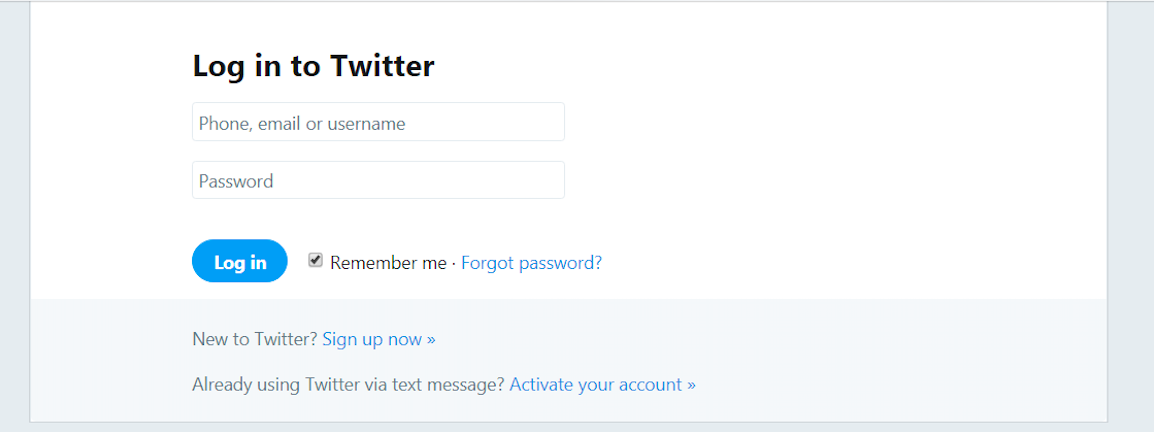 Log in to Twitter
Phone, email or username
Password
Log in Remember me · Forgot password?
New to Twitter? Sign up now »
Already using Twitter via text message? Activate your account »